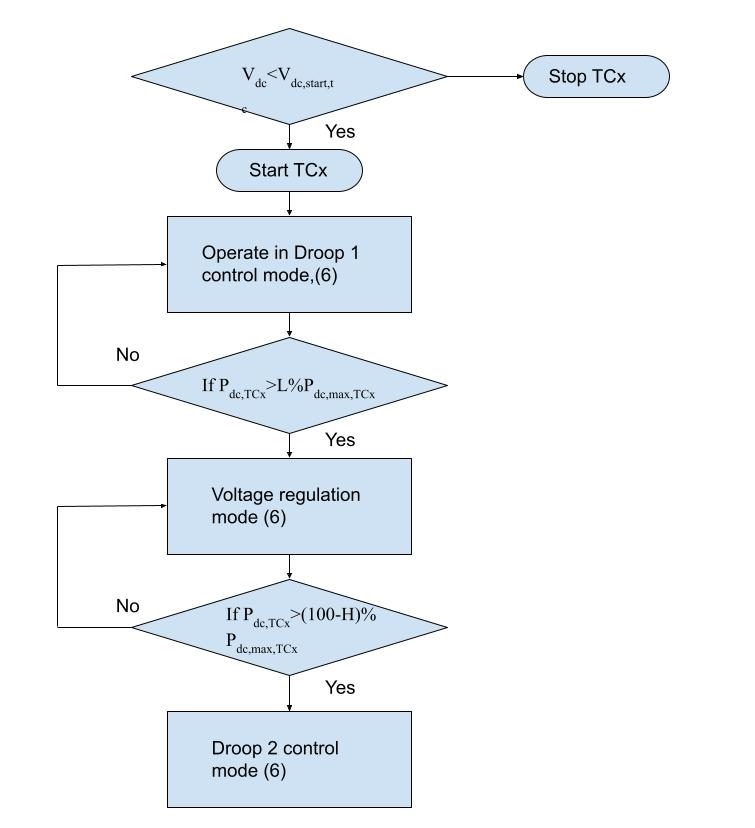 Vdc<Vdc,start,t
c
Stop TCx
Yes
Start TCx
Operate in Droop 1
control mode,(6)
No
If Pdc,TCx>L%Pdc,max,TCx
Yes
Voltage regulation
mode (6)
No
If Pdc,TCx>(100-H)%
Pdc,max,TCx
Yes
Droop 2 control
mode (6)